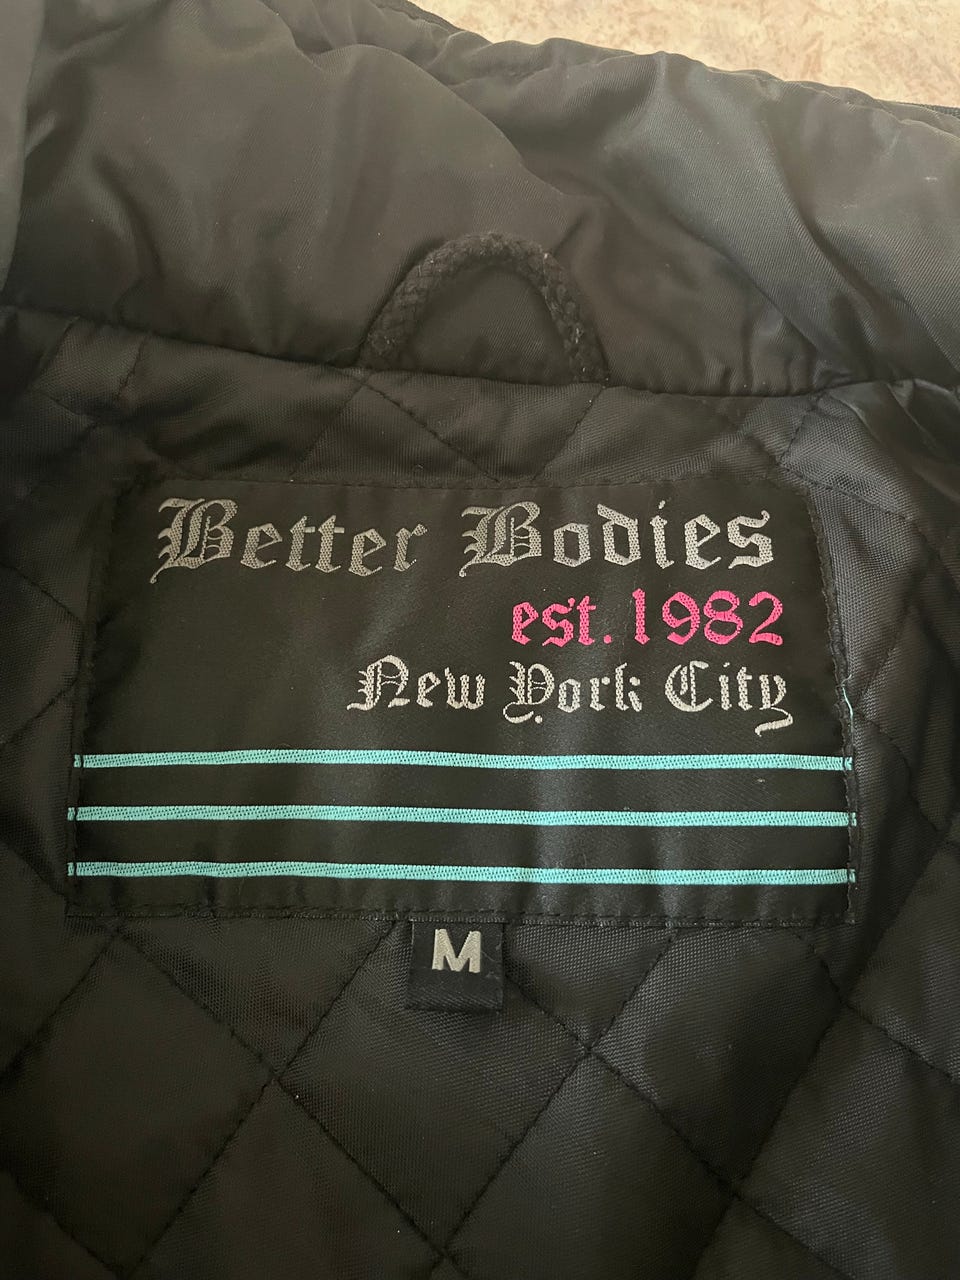 Better Bodies
est. 1982
New York City
M